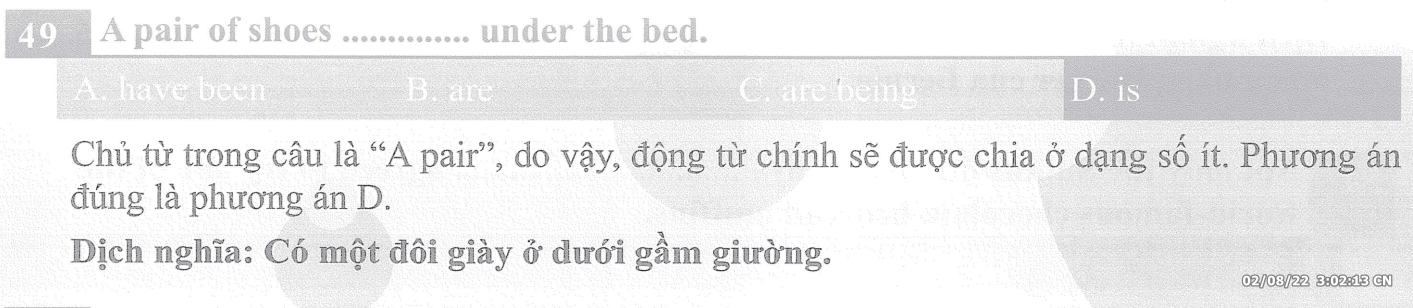 49 A pair of shoes .............. under the bed.
A. have been B. are C. are being D. is
Chủ từ trong câu là “A pair”, do vậy, động từ chính sẽ được chia ở dạng số ít. Phương án
đúng là phương án D.
Dịch nghĩa: Có một đôi giày ở dưới gầm giường.
02/08/22 3:02:13 CN